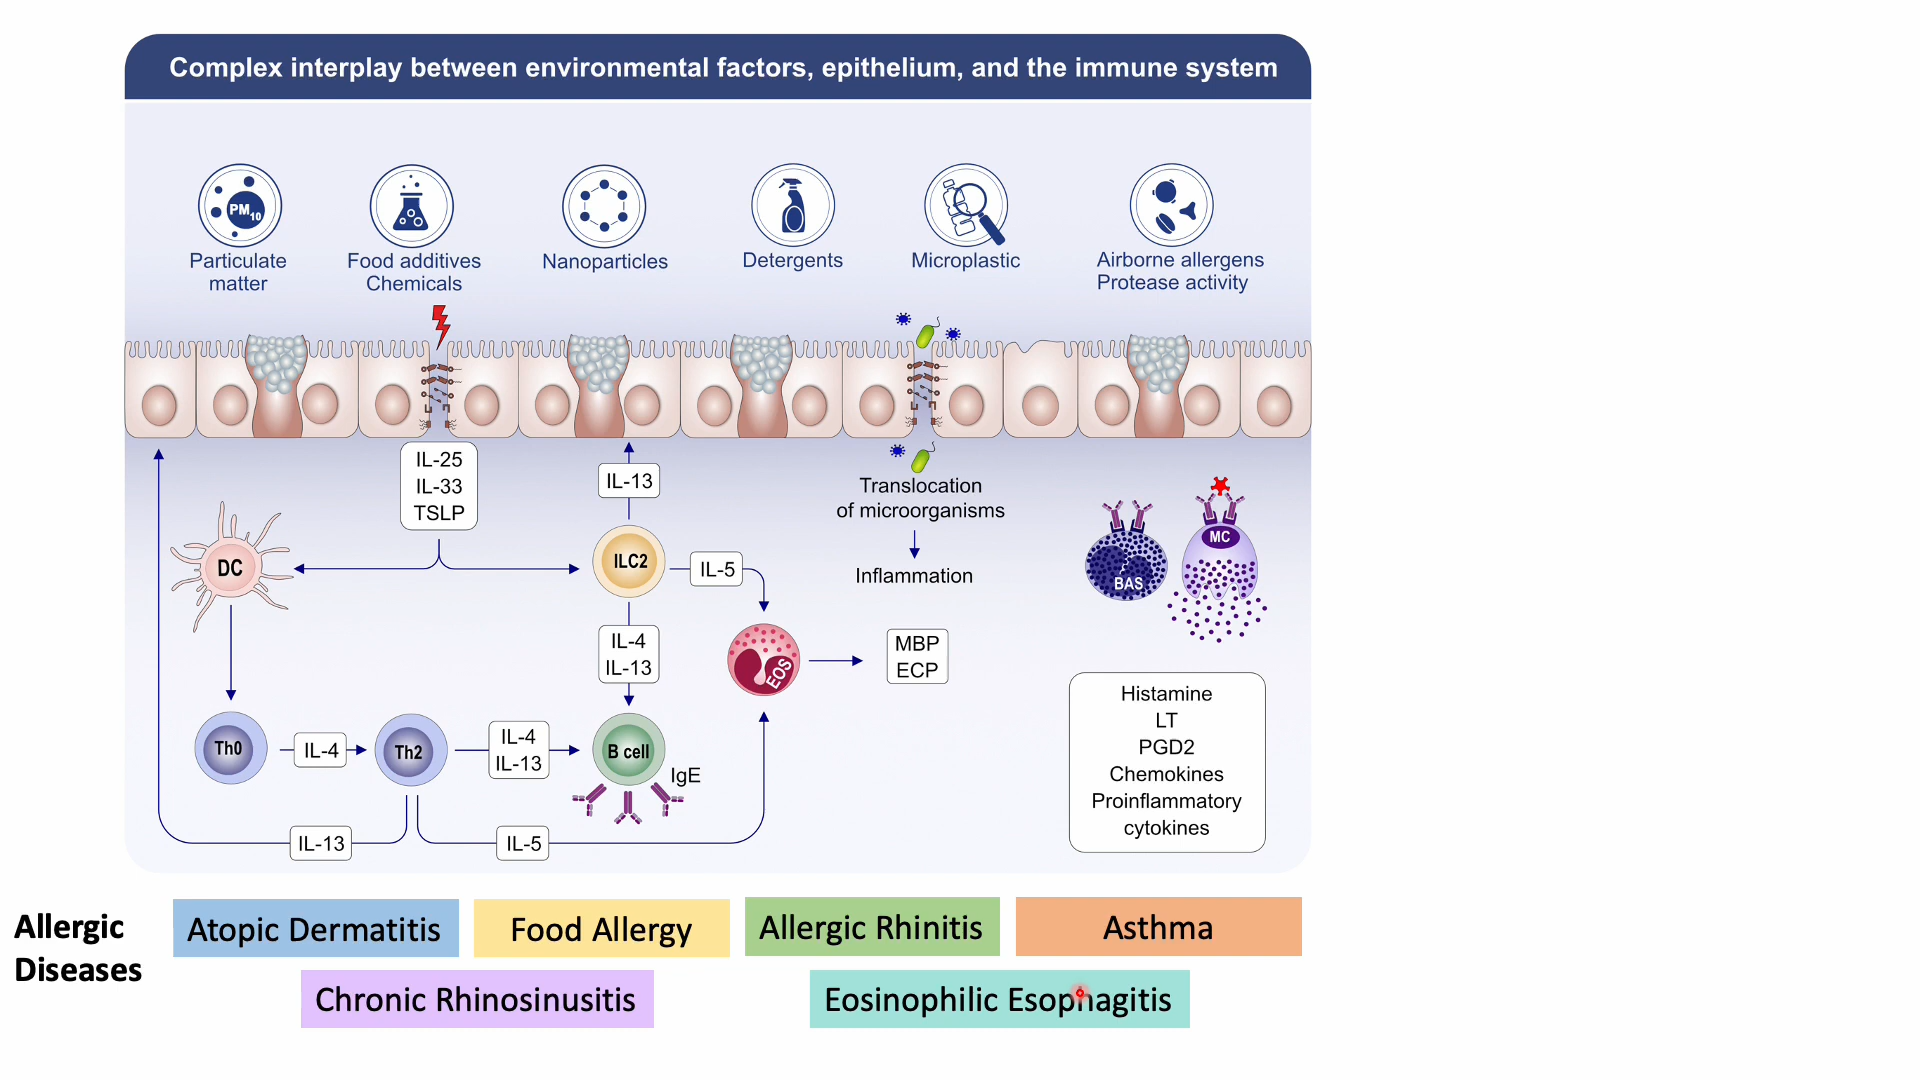 Complex interplay between environmental factors, epithelium, and the immune system
PM10
Particulate
matter
Food additives
Chemicals
Nanoparticles
Detergents
Microplastic
Airborne allergens
Protease activity
IL-25
IL-33
TSLP
IL-13
Translocation
of microorganisms
Inflammation
DC
ILC2
IL-5
BAS
MC
IL-4
IL-13
EOS
MBP
ECP
Th0
IL-4
Th2
IL-4
IL-13
B cell
IgE
IL-13
IL-5
Histamine
LT
PGD2
Chemokines
Proinflammatory
cytokines
Allergic
Diseases
Atopic Dermatitis
Food Allergy
Allergic Rhinitis
Asthma
Chronic Rhinosinusitis
Eosinophilic Esophagitis